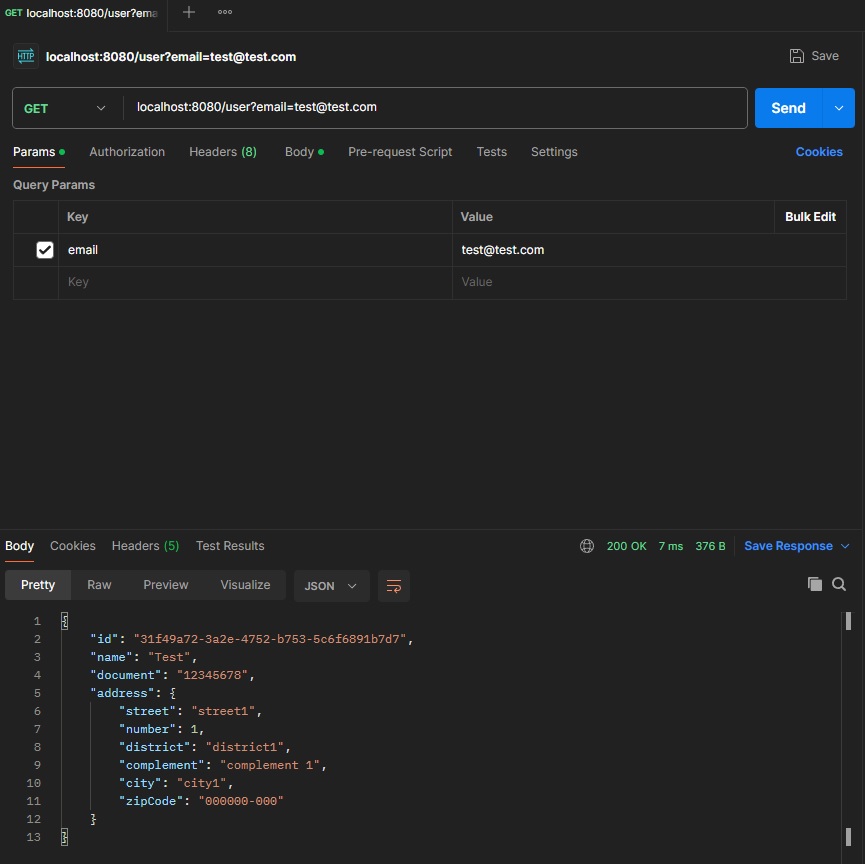 GET localhost:8080/user?ema
HTTP localhost:8080/user?email=test@test.com Save
GET localhost:8080/user?email=test@test.com Send
Params Authorization Headers (8) Body Pre-request Script Tests Settings Cookies
Query Params
Key Value Bulk Edit
email test@test.com
Key Value
Body Cookies Headers (5) Test Results 200 OK 7 ms 376 B Save Response
Pretty Raw Preview Visualize JSON
1 {
2 "id": "31f49a72-3a2e-4752-b753-5c6f6891b7d7",
3 "name": "Test",
4 "document": "12345678",
5 "address": {
6 "street": "street1",
7 "number": 1,
8 "district": "district1",
9 "complement": "complement 1",
10 "city": "city1",
11 "zipCode": "000000-000"
12 }
13 }